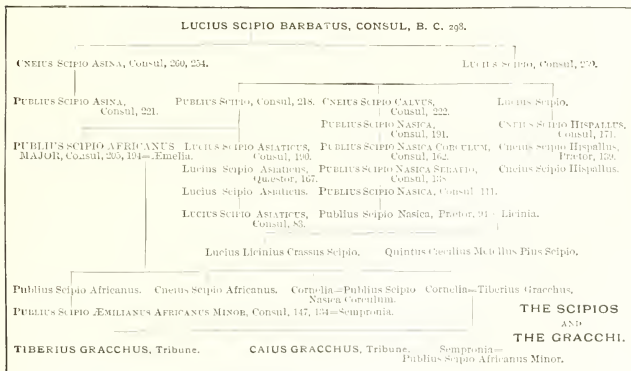 LUCIUS SCIPIO BARBATUS, CONSUL, B. C. 298.
CNEIUS SCIPIO ASINA, Consul, 260, 254. LUCIUS SCIPIO, Consul, 259.
PUBLIUS SCIPIO ASINA, PUBLIUS SCIPIO, Consul, 218. CNEIUS SCIPIO CALVUS, Lucius Scipio.
Consul, 221. Consul, 222.
PUBLIUS SCIPIO NASICA, CNEIUS SCIPIO HISPALLUS,
Consul, 191. Consul, 171.
PUBLIUS SCIPIO AFRICANUS LUCIUS SCIPIO ASIATICUS, PUBLIUS SCIPIO NASICA CORCULUM, Cneius Scipio Hispallus,
MAJOR, Consul, 205, 194=Æmelia. Consul, 190. Consul, 162. Prætor, 139.
Lucius Scipio Asiaticus, PUBLIUS SCIPIO NASICA SERAPIO, Cneius Scipio Hispallus.
Quæstor, 167. Consul, 138.
Lucius Scipio Asiaticus. PUBLIUS SCIPIO NASICA, Consul 111.
LUCIUS SCIPIO ASIATICUS, Publius Scipio Nasica, Prætor, = Licinia.
Consul, 83.
Lucius Licinius Crassus Scipio. Quintus Cæcilius Metellus Pius Scipio.
Publius Scipio Africanus. Cneius Scipio Africanus. Cornelia=Publius Scipio Cornelia=Tiberius Gracchus,
Nasica Corculum.
PUBLIUS SCIPIO ÆMILIANUS AFRICANUS MINOR, Consul, 147, 134=Sempronia.
THE SCIPIOS
AND
THE GRACCHI.
TIBERIUS GRACCHUS, Tribune. CAIUS GRACCHUS, Tribune. Sempronia=
Publius Scipio Africanus Minor.